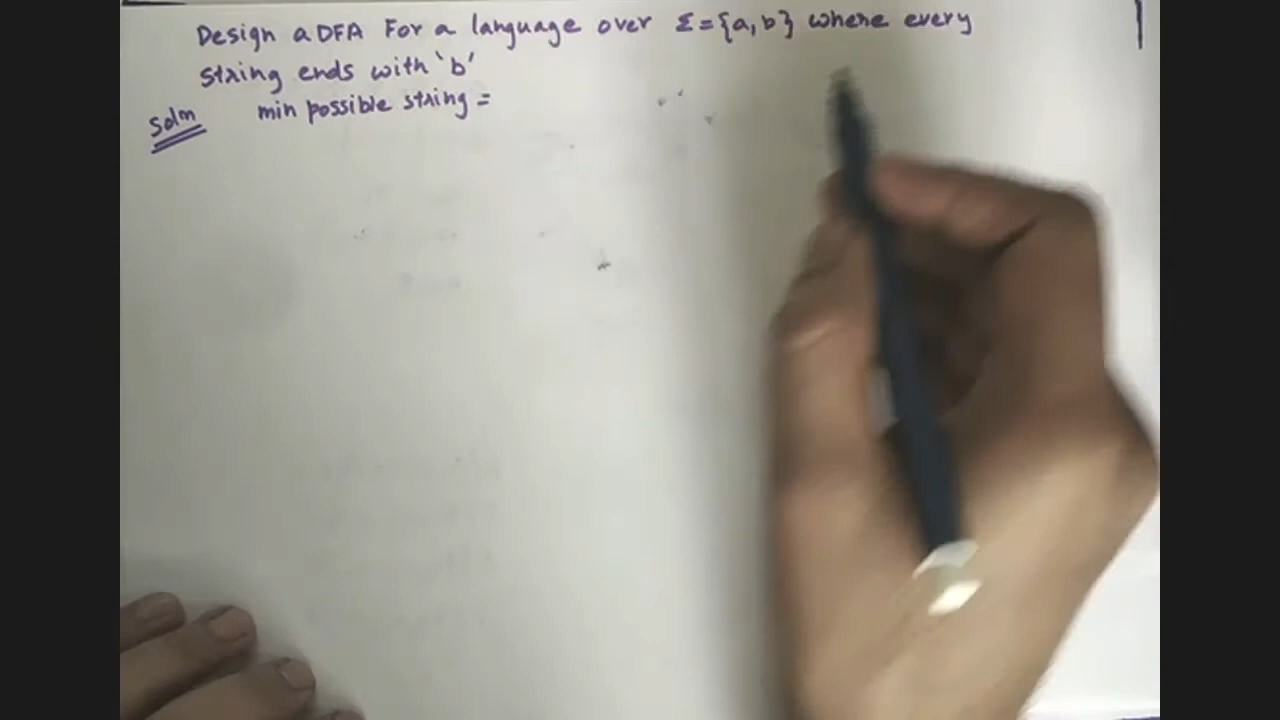 Design a DFA For a language over Σ={a,b} where every
string ends with 'b'
Soln min possible string =